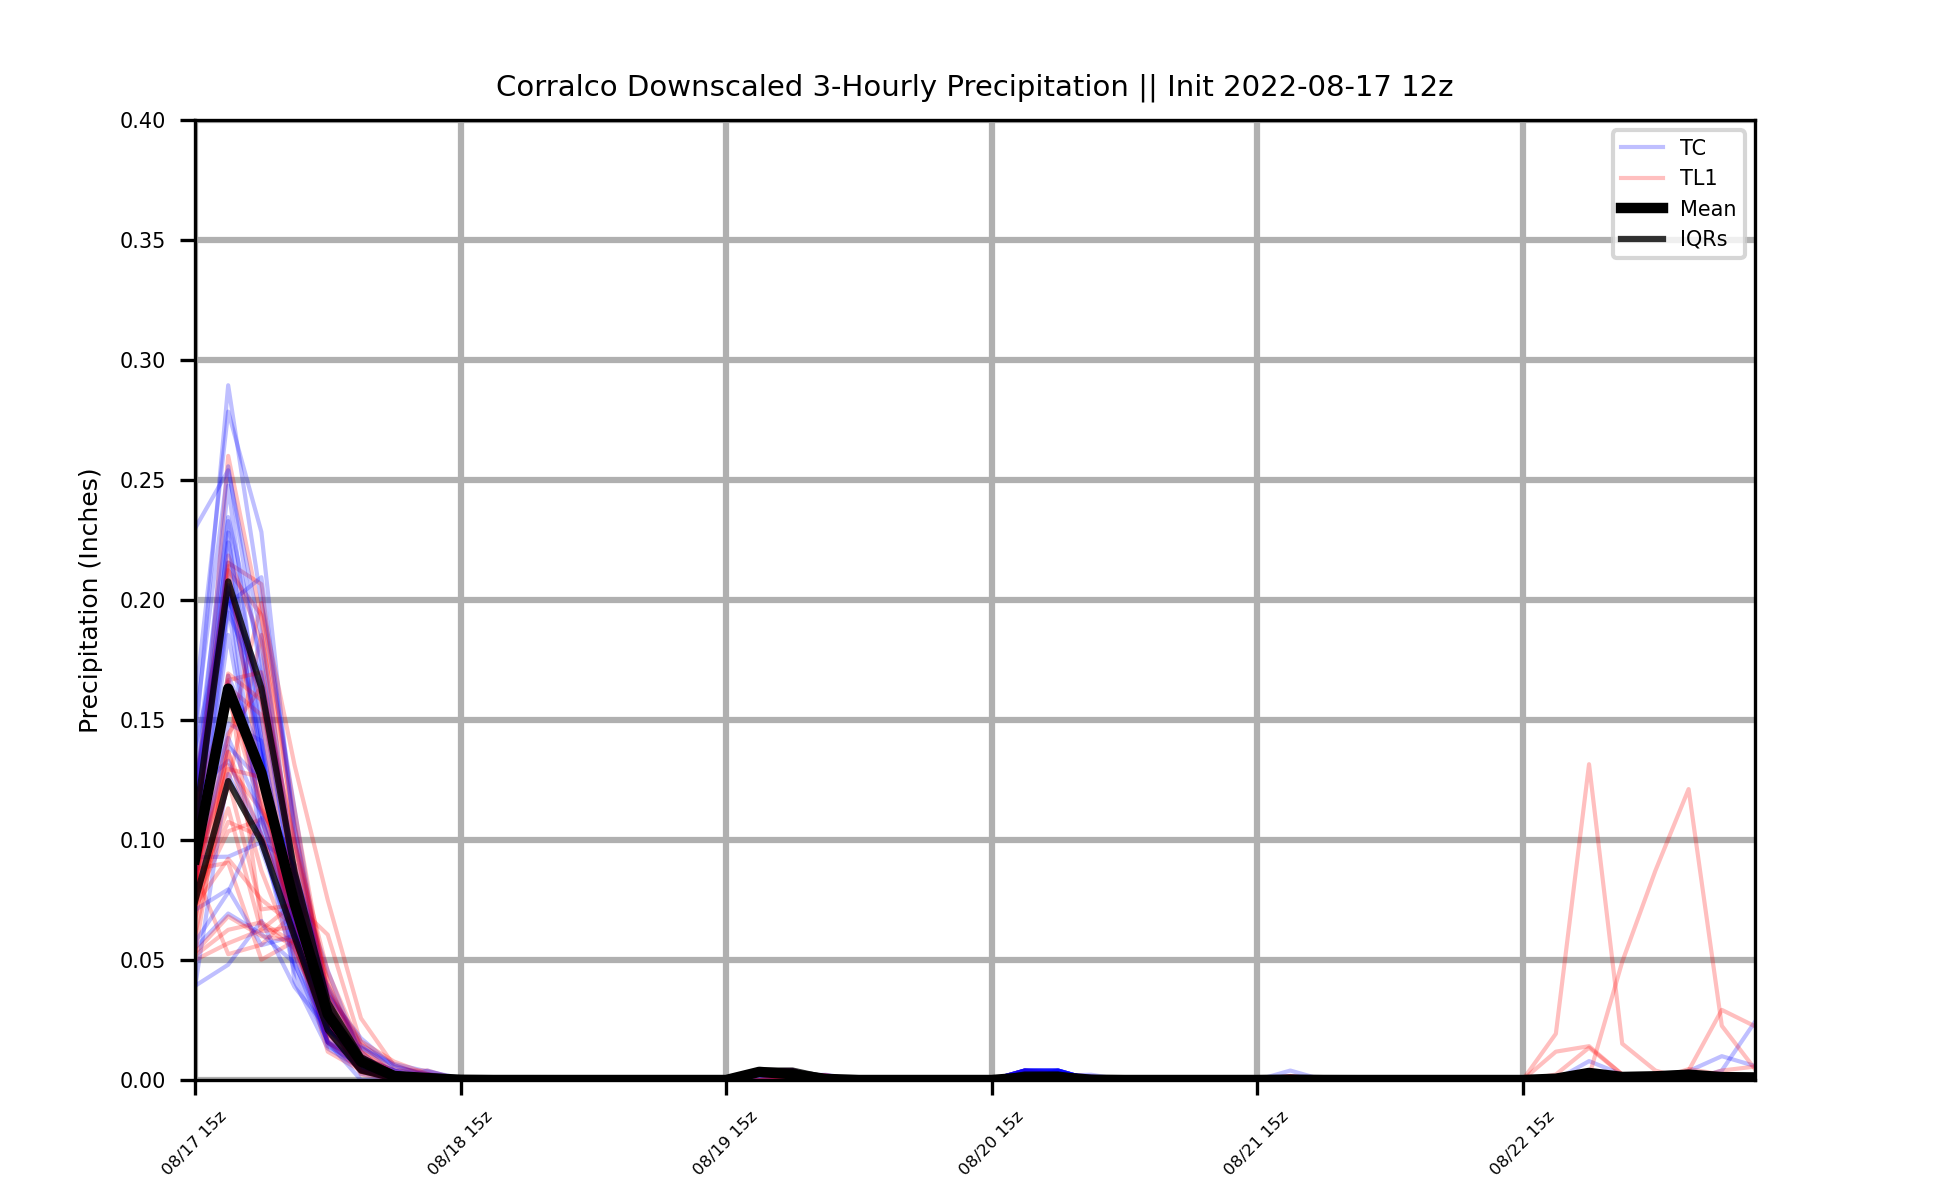 Corralco Downscaled 3-Hourly Precipitation || Init 2022-08-17 12z
0.40
0.35
0.30
0.25
0.20
0.15
0.10
0.05
0.00
Precipitation (Inches)
TC
TL1
Mean
IQRs
08/17 15z
08/18 15z
08/19 15z
08/20 15z
08/21 15z
08/22 15z